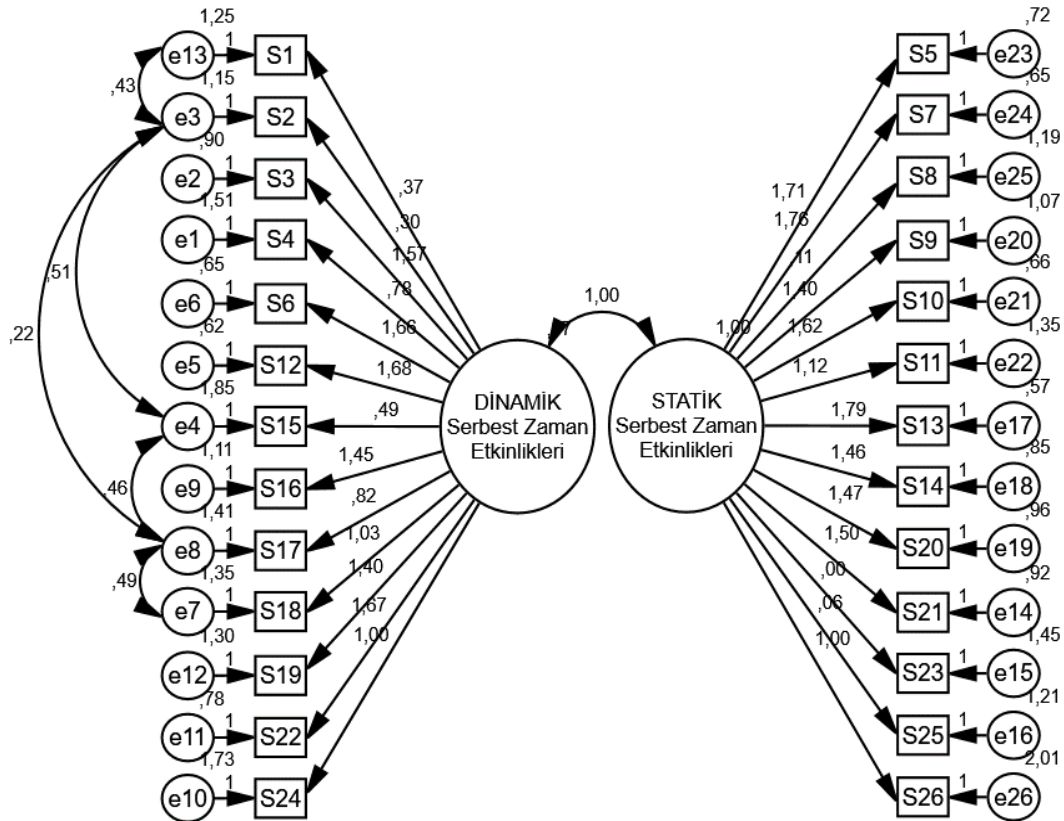 1,25
e13
1
S1
1,15
,43
e3
1
S2
,90
e2
1
S3
1,51
e1
1
S4
,65
e6
1
S6
,62
e5
1
S12
1,85
e4
1
S15
1,11
e9
1
S16
1,41
e8
1
S17
1,35
e7
1
S18
1,30
e12
1
S19
,78
e11
1
S22
1,73
e10
1
S24
,51
,22
,46
,49
,37
,30
1,57
,78
1,66
1,68
,49
1,45
,82
1,03
1,40
1,67
1,00
DİNAMİK
Serbest Zaman
Etkinlikleri
1,00
1,00
STATİK
Serbest Zaman
Etkinlikleri
1,71
1,76
,11
1,40
1,62
1,12
1,79
1,46
1,47
1,50
,00
,06
1,00
,72
S5
1
e23
,65
S7
1
e24
1,19
S8
1
e25
1,07
S9
1
e20
,66
S10
1
e21
1,35
S11
1
e22
,57
S13
1
e17
,85
S14
1
e18
,96
S20
1
e19
,92
S21
1
e14
1,45
S23
1
e15
1,21
S25
1
e16
2,01
S26
1
e26